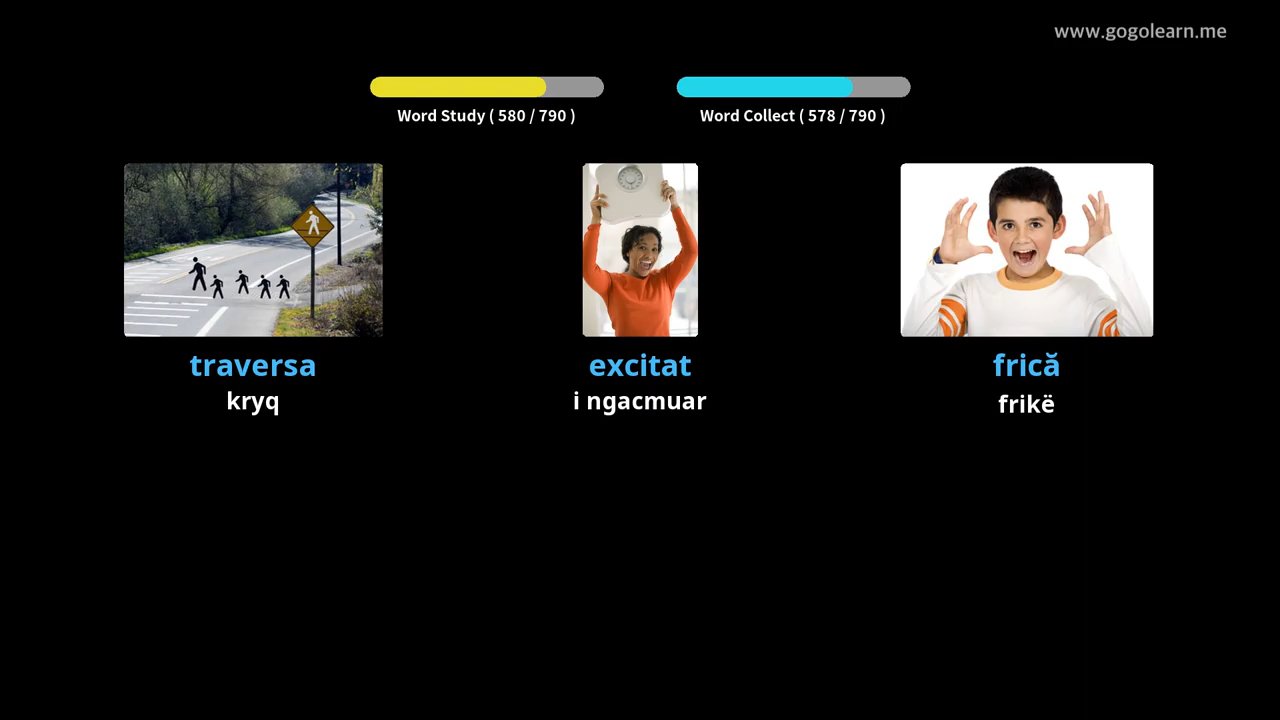 www.gogolearn.me
Word Study ( 580 / 790 )
Word Collect ( 578 / 790 )
traversa
excitat
frică
kryq
i ngacmuar
frikë